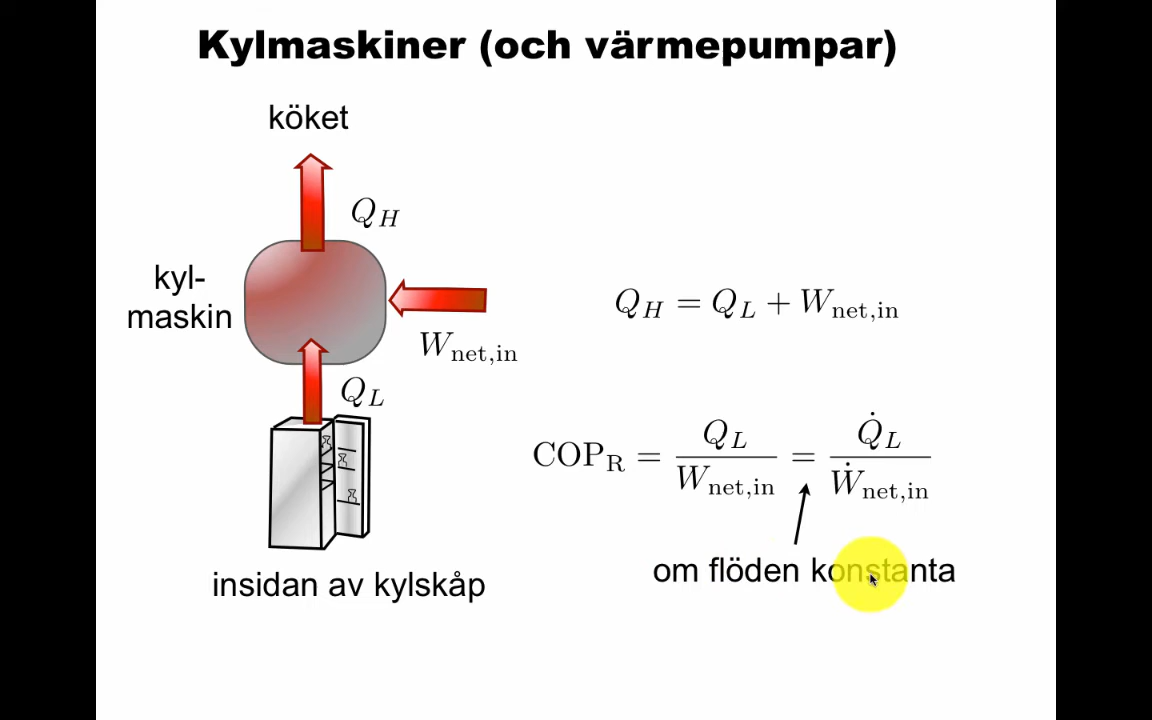 Kylmaskiner (och värmepumpar)
köket
Q_H
kyl-
maskin
W_net,in
Q_L
insidan av kylskåp
Q_H = Q_L + W_net,in
COP_R = Q_L / W_net,in = Q̇_L / Ẇ_net,in
om flöden konstanta